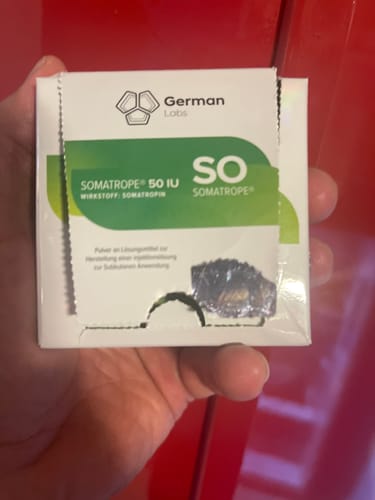 German
Labs
SOMATROPE® 50 IU
WIRKSTOFF: SOMATROPIN
SO
SOMATROPE®
Pulver an Lösungsmittel zur
Herstellung einer injektionslösung
zur Subkutanen Anwendung